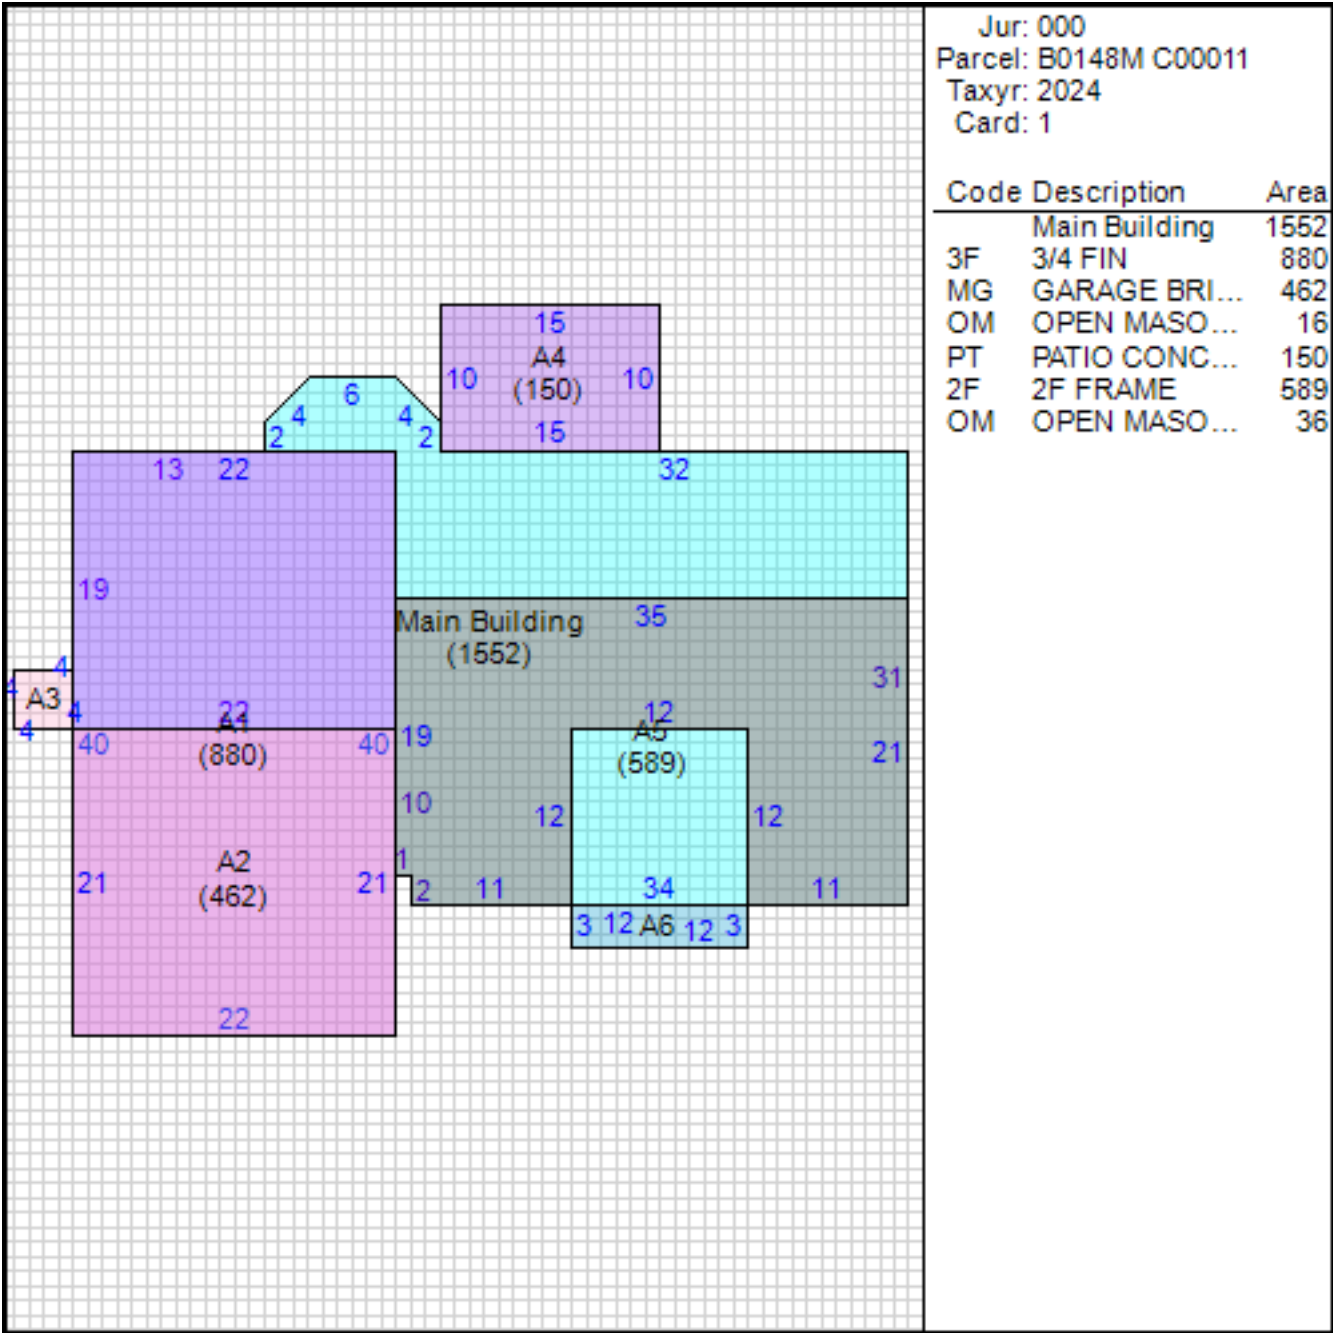 Jur: 000
Parcel: B0148M C00011
Taxyr: 2024
Card: 1
Code Description Area
Main Building 1552
3F 3/4 FIN 880
MG GARAGE BRI... 462
OM OPEN MASO... 16
PT PATIO CONC... 150
2F 2F FRAME 589
OM OPEN MASO... 36
15
A4
10 (150) 10
15
6
4 4
2 2
13 22 32
19
Main Building 35
(1552)
31
4
4 A3 4
4
22 12
A1 A5
40 (880) 40 19 (589) 21
10 12 12
1
A2
21 (462) 21 2 11 34 11
3 12 A6 12 3
22